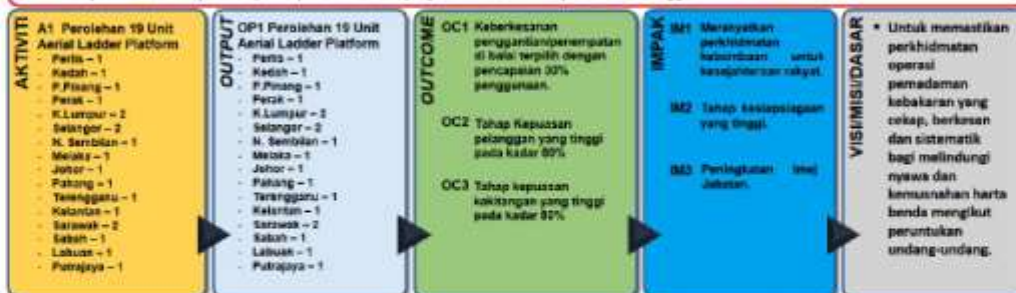 AKTIVITI
A1 Perolehan 19 Unit
Aerial Ladder Platform
- Perlis – 1
- Kedah – 1
- P.Pinang – 1
- Perak – 1
- K.Lumpur – 2
- Selangor – 2
- N. Sembilan – 1
- Melaka – 1
- Johor – 1
- Pahang – 1
- Terengganu – 1
- Kelantan – 1
- Sarawak – 2
- Sabah – 1
- Labuan – 1
- Putrajaya – 1
OUTPUT
OP1 Perolehan 19 Unit
Aerial Ladder Platform
- Perlis – 1
- Kedah – 1
- P.Pinang – 1
- Perak – 1
- K.Lumpur – 2
- Selangor – 2
- N. Sembilan – 1
- Melaka – 1
- Johor – 1
- Pahang – 1
- Terengganu – 1
- Kelantan – 1
- Sarawak – 2
- Sabah – 1
- Labuan – 1
- Putrajaya – 1
OUTCOME
OC1 Keberkesanan
penggantian/penempatan
di balai terpilih dengan
pencapaian 30%
penggunaan.
OC2 Tahap Kepuasan
pelanggan yang tinggi
pada kadar 80%
OC3 Tahap kepuasan
kakitangan yang tinggi
pada kadar 80%
IMPAK
IM1
perkhidmatan
kebombaan untuk
kesejahteraan rakyat.
IM2 Tahap kesiapsiagaan
yang tinggi.
IM3 Peningkatan Imej
Jabatan.
VISI/MISI/DASAR
• Untuk memastikan
perkhidmatan
operasi
pemadaman
kebakaran yang
cekap, berkesan
dan sistematik
bagi melindungi
nyawa dan
kemusnahan harta
benda mengikut
peruntukan
undang-undang.